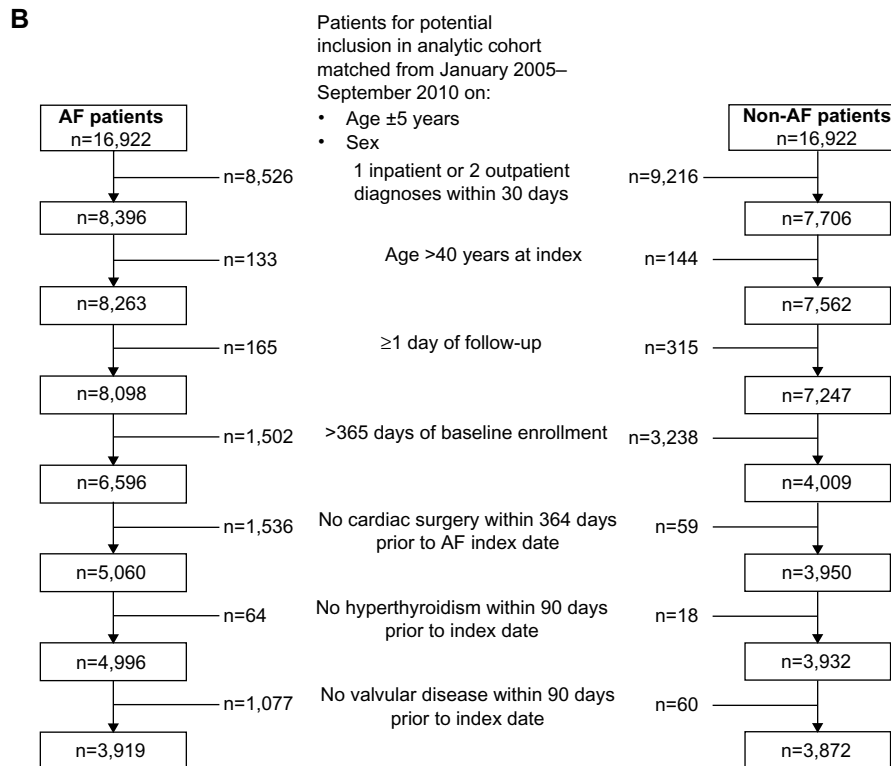 B
Patients for potential
inclusion in analytic cohort
matched from January 2005–
September 2010 on:
• Age ±5 years
• Sex
AF patients
n=16,922
Non-AF patients
n=16,922
n=8,526
1 inpatient or 2 outpatient
diagnoses within 30 days
n=9,216
n=8,396
n=7,706
n=133
Age >40 years at index
n=144
n=8,263
n=7,562
n=165
≥1 day of follow-up
n=315
n=8,098
n=7,247
n=1,502
>365 days of baseline enrollment
n=3,238
n=6,596
n=4,009
n=1,536
No cardiac surgery within 364 days
prior to AF index date
n=59
n=5,060
n=3,950
n=64
No hyperthyroidism within 90 days
prior to index date
n=18
n=4,996
n=3,932
n=1,077
No valvular disease within 90 days
prior to index date
n=60
n=3,919
n=3,872